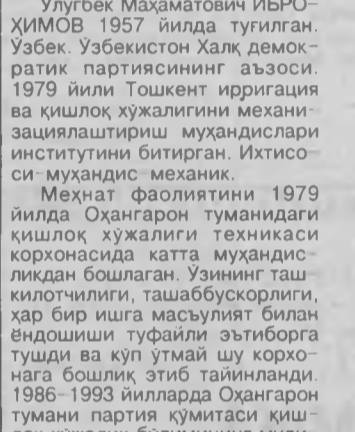 Улуғбек Маҳаматович ИБРО-
ҲИМОВ 1957 йилда туғилган.
Ўзбек. Ўзбекистон Халқ демок-
ратик партиясининг аъзоси.
1979 йили Тошкент ирригация
ва қишлоқ хўжалигини механи-
зациялаштириш муҳандислари
институтини битирган. Ихтисо-
си-муҳандис-механик.
Меҳнат фаолиятини 1979
йилда Оҳангарон туманидаги
қишлоқ хўжалиги техникаси
корхонасида катта муҳандис-
ликдан бошлаган. Ўзининг таш-
килотчилиги, ташаббускорлиги,
ҳар бир ишга масъулият билан
ёндошиши туфайли эътиборга
тушди ва кўп ўтмай шу корхо-
нага бошлиқ этиб тайинланди.
1986-1993 йилларда Оҳангарон
тумани партия қўмитаси қиш-